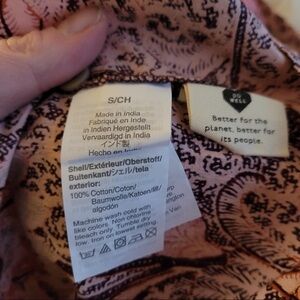 S/CH
Made in India
Fabriqué en Inde
in Indien Hergestellt
Vervaardigd in India
インド製
Hecho en India
Shell/Extérieur/Oberstoff/
Buitenkant/シェル/tela
exterior:
100% Cotton/Coton/
Baumwolle/Katoen/綿/
algodón
Machine wash cold with
like colors Non chlorine
bleach only Tumble dry
low. Iron on lowest setting.
DO
WELL
Better for the
planet, better for
its people.